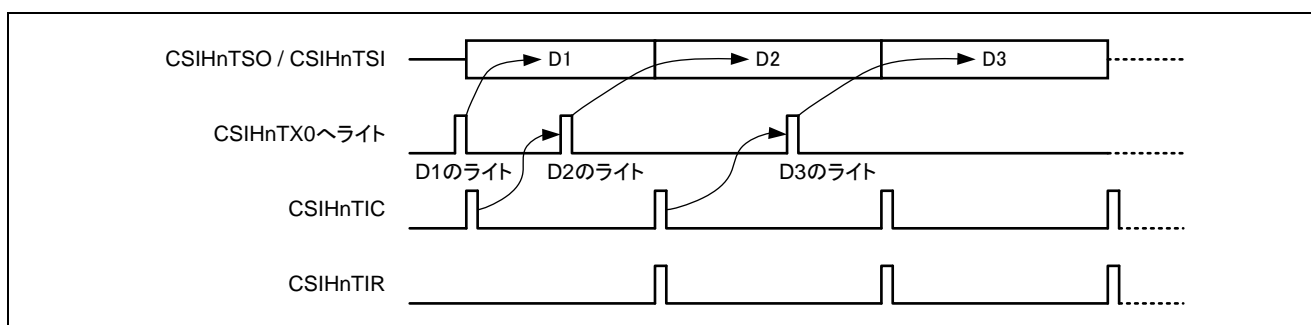 CSIHnTSO / CSIHnTSI
D1
D2
D3
CSIHnTX0へライト
D1のライト
D2のライト
D3のライト
CSIHnTIC
CSIHnTIR